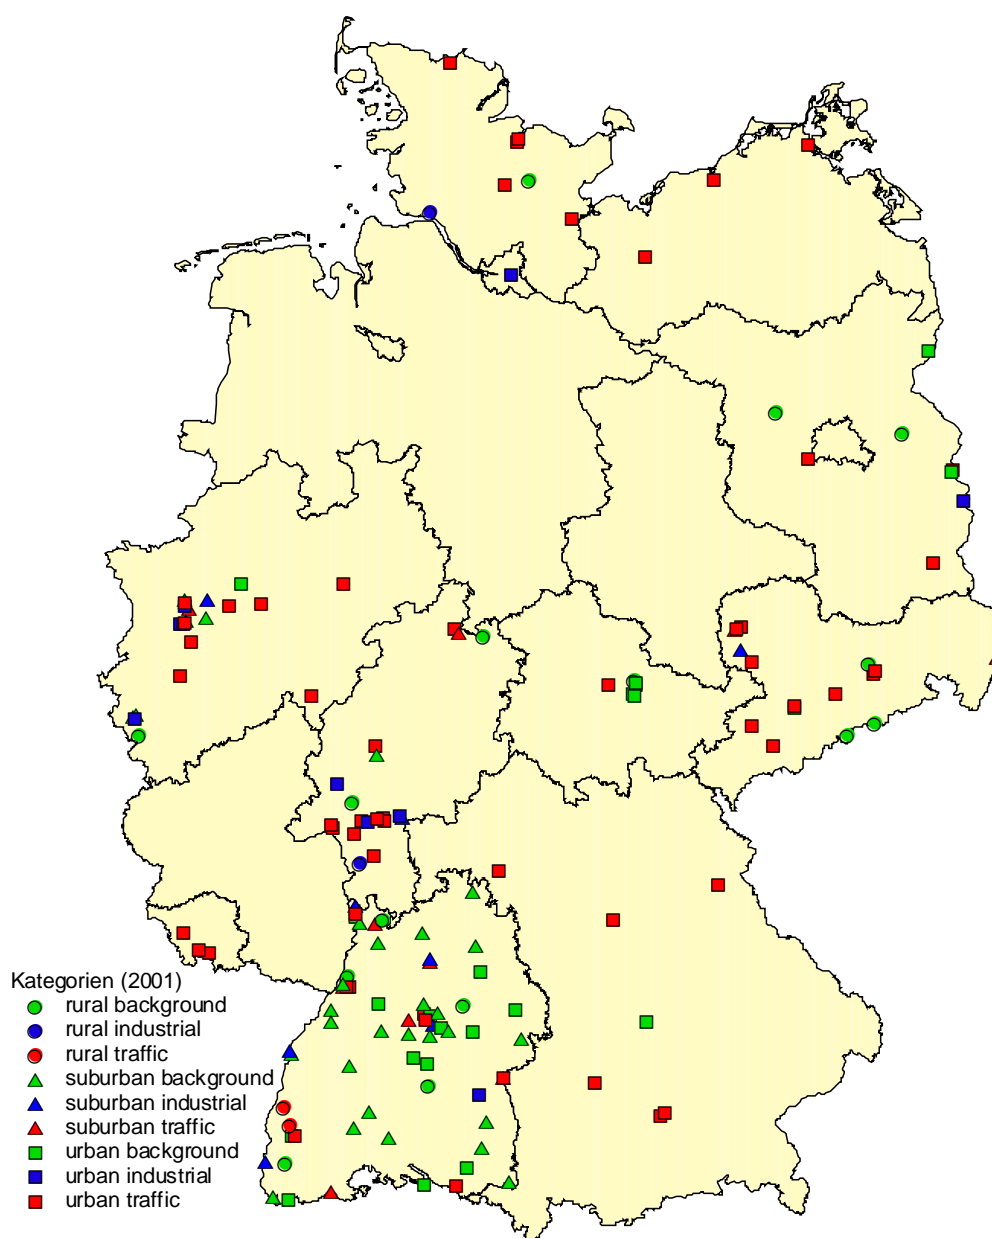 Kategorien (2001)
rural background
rural industrial
rural traffic
suburban background
suburban industrial
suburban traffic
urban background
urban industrial
urban traffic